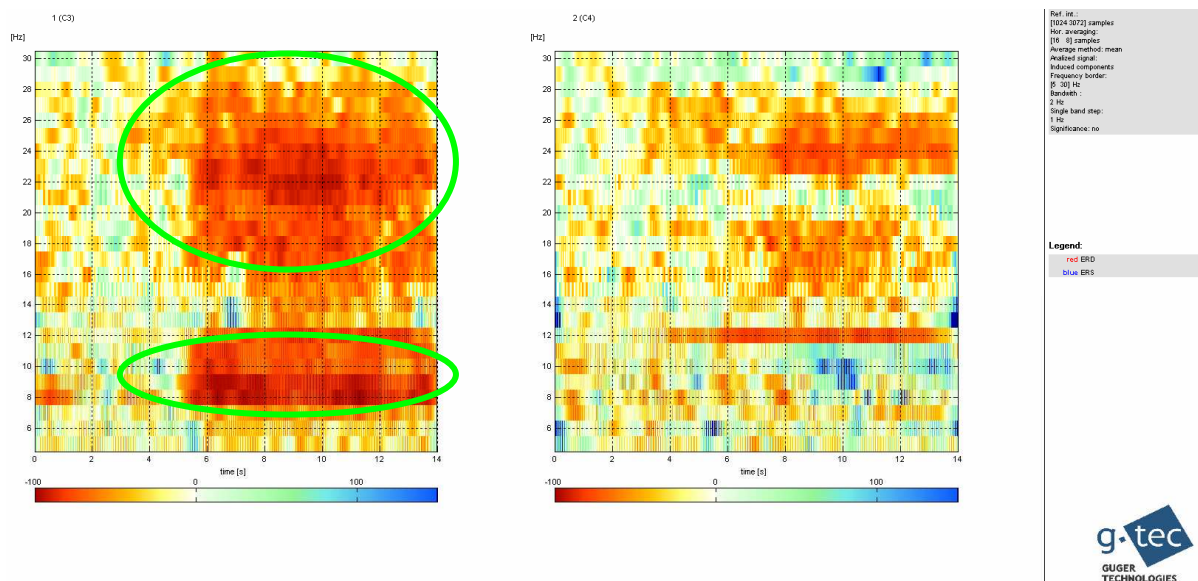 1 (C3)
2 (C4)
[Hz]
[Hz]
30
28
26
24
22
20
18
16
14
12
10
8
6
0 2 4 6 8 10 12 14
time [s]
-100 0 100
30
28
26
24
22
20
18
16
14
12
10
8
6
0 2 4 6 8 10 12 14
time [s]
-100 0 100
Ref. int.:
[1024 3072] samples
Hor. averaging:
[16 8] samples
Average method: mean
Analized signal:
Induced components
Frequency border:
[5 30] Hz
Bandwith :
2 Hz
Single band step:
1 Hz
Significance: no
Legend:
red ERD
blue ERS
g.tec
GUGER
TECHNOLOGIES